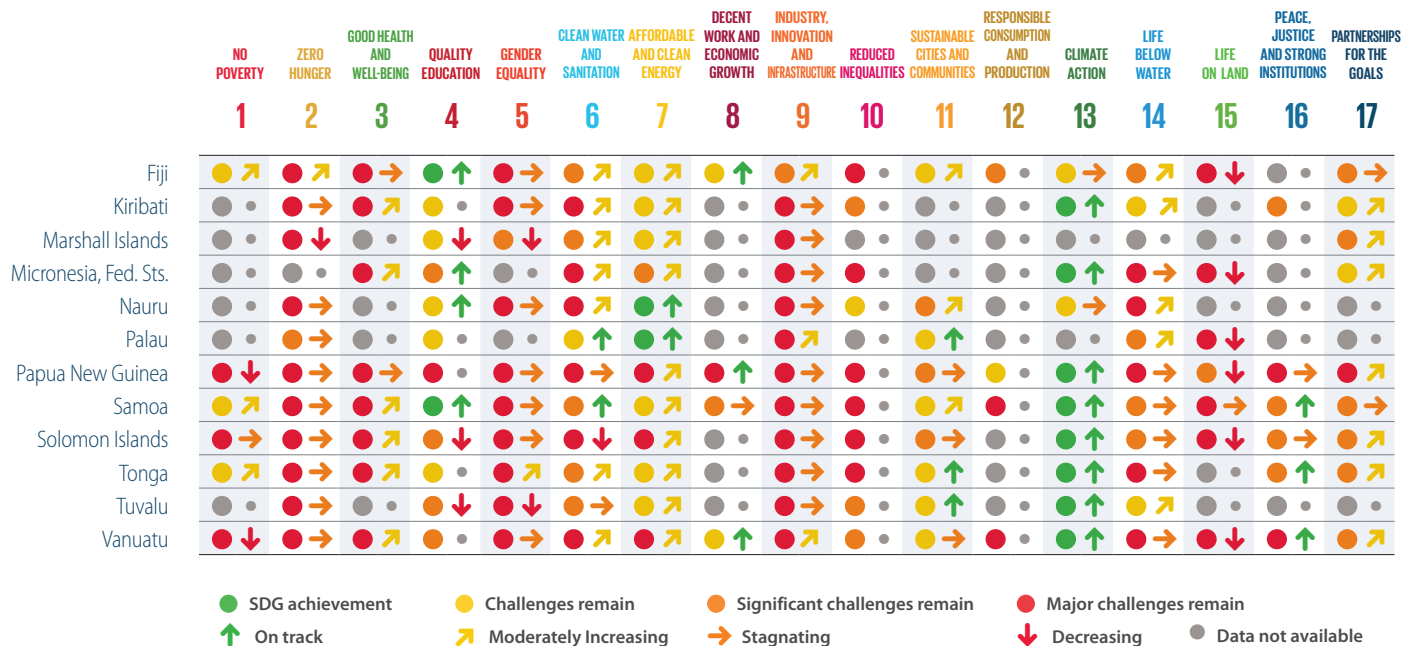 NO POVERTY
ZERO HUNGER
GOOD HEALTH AND WELL-BEING
QUALITY EDUCATION
GENDER EQUALITY
CLEAN WATER AND SANITATION
AFFORDABLE AND CLEAN ENERGY
DECENT WORK AND ECONOMIC GROWTH
INDUSTRY, INNOVATION AND INFRASTRUCTURE
REDUCED INEQUALITIES
SUSTAINABLE CITIES AND COMMUNITIES
RESPONSIBLE CONSUMPTION AND PRODUCTION
CLIMATE ACTION
LIFE BELOW WATER
LIFE ON LAND
PEACE, JUSTICE AND STRONG INSTITUTIONS
PARTNERSHIPS FOR THE GOALS
1 2 3 4 5 6 7 8 9 10 11 12 13 14 15 16 17
Fiji
Kiribati
Marshall Islands
Micronesia, Fed. Sts.
Nauru
Palau
Papua New Guinea
Samoa
Solomon Islands
Tonga
Tuvalu
Vanuatu
SDG achievement Challenges remain Significant challenges remain Major challenges remain
On track Moderately Increasing Stagnating Decreasing Data not available